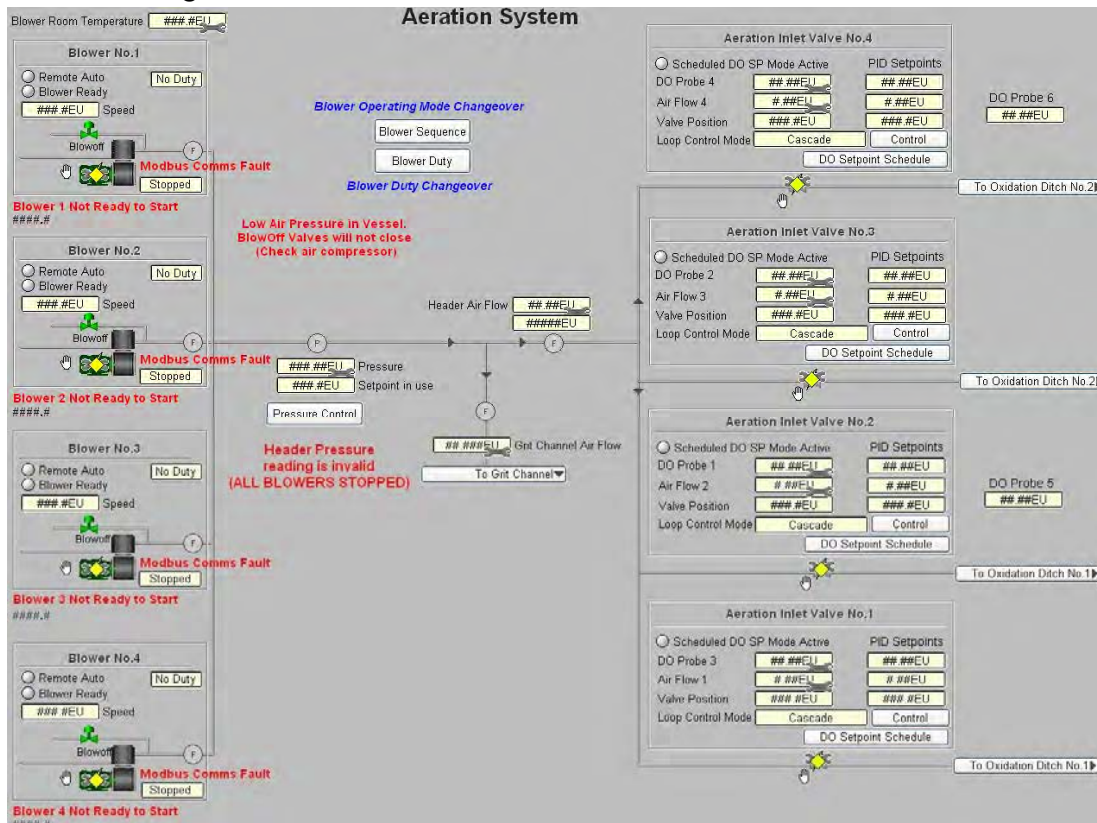 Aeration System
Blower Room Temperature ###.#EU
Blower No.1
Remote Auto No Duty
Blower Ready
###.#EU Speed
Blowoff
F
Modbus Comms Fault
Stopped
Blower 1 Not Ready to Start
####.#
Blower No.2
Remote Auto No Duty
Blower Ready
###.#EU Speed
Blowoff
F
Modbus Comms Fault
Stopped
Blower 2 Not Ready to Start
####.#
Blower No.3
Remote Auto No Duty
Blower Ready
###.#EU Speed
Blowoff
F
Modbus Comms Fault
Stopped
Blower 3 Not Ready to Start
####.#
Blower No.4
Remote Auto No Duty
Blower Ready
###.#EU Speed
Blowoff
F
Modbus Comms Fault
Stopped
Blower 4 Not Ready to Start
Blower Operating Mode Changeover
Blower Sequence
Blower Duty
Blower Duty Changeover
Low Air Pressure in Vessel.
BlowOff Valves will not close
(Check air compressor)
Header Air Flow ##.##EU
#####EU
P
F
###.##EU Pressure
###.#EU Setpoint in use
Pressure Control
F
##.###EU Grit Channel Air Flow
To Grit Channel
Header Pressure
reading is invalid
(ALL BLOWERS STOPPED)
Aeration Inlet Valve No.4
Scheduled DO SP Mode Active PID Setpoints
DO Probe 4 ##.##EU ##.##EU
Air Flow 4 #.##EU #.##EU
Valve Position ###.#EU ###.#EU
Loop Control Mode Cascade Control
DO Setpoint Schedule
DO Probe 6
##.##EU
To Oxidation Ditch No.2
Aeration Inlet Valve No.3
Scheduled DO SP Mode Active PID Setpoints
DO Probe 2 ##.##EU ##.##EU
Air Flow 3 #.##EU #.##EU
Valve Position ###.#EU ###.#EU
Loop Control Mode Cascade Control
DO Setpoint Schedule
To Oxidation Ditch No.2
Aeration Inlet Valve No.2
Scheduled DO SP Mode Active PID Setpoints
DO Probe 1 ##.##EU ##.##EU
Air Flow 2 #.##EU #.##EU
Valve Position ###.#EU ###.#EU
Loop Control Mode Cascade Control
DO Setpoint Schedule
DO Probe 5
##.##EU
To Oxidation Ditch No.1
Aeration Inlet Valve No.1
Scheduled DO SP Mode Active PID Setpoints
DO Probe 3 ##.##EU ##.##EU
Air Flow 1 #.##EU #.##EU
Valve Position ###.#EU ###.#EU
Loop Control Mode Cascade Control
DO Setpoint Schedule
To Oxidation Ditch No.1